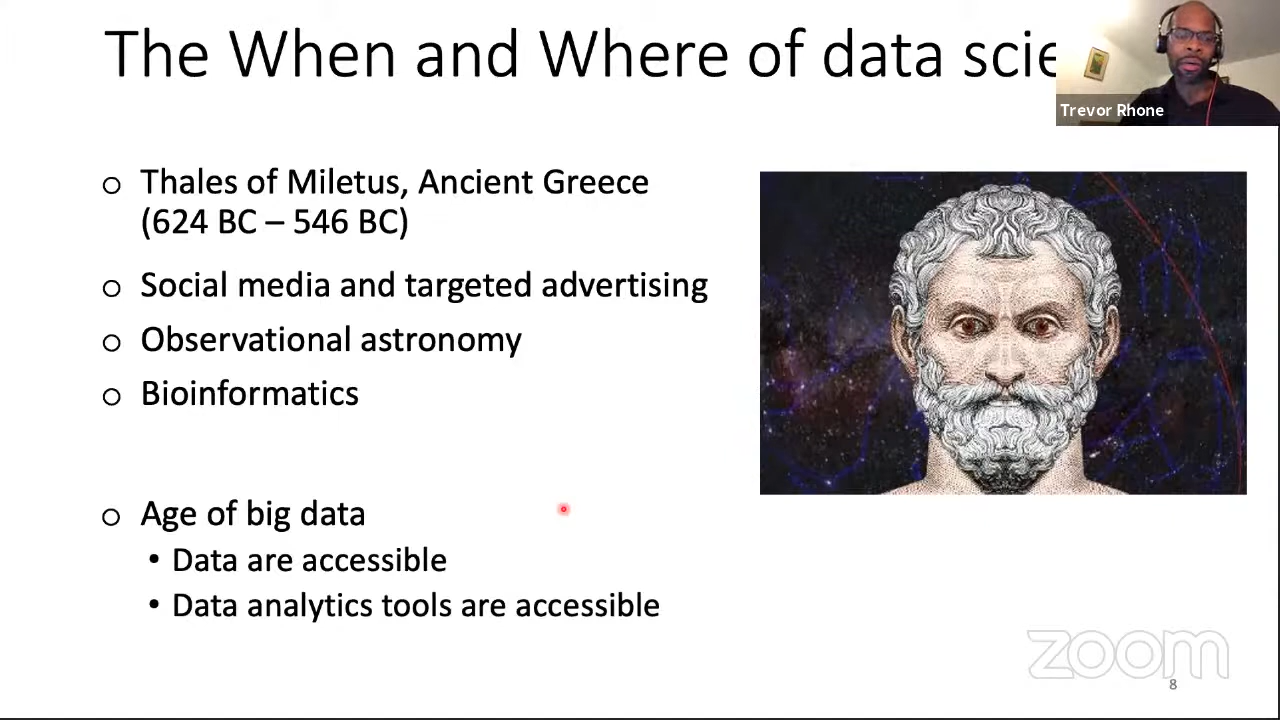 The When and Where of data scie
Trevor Rhone
o Thales of Miletus, Ancient Greece
(624 BC – 546 BC)
o Social media and targeted advertising
o Observational astronomy
o Bioinformatics
o Age of big data
• Data are accessible
• Data analytics tools are accessible
zoom
8